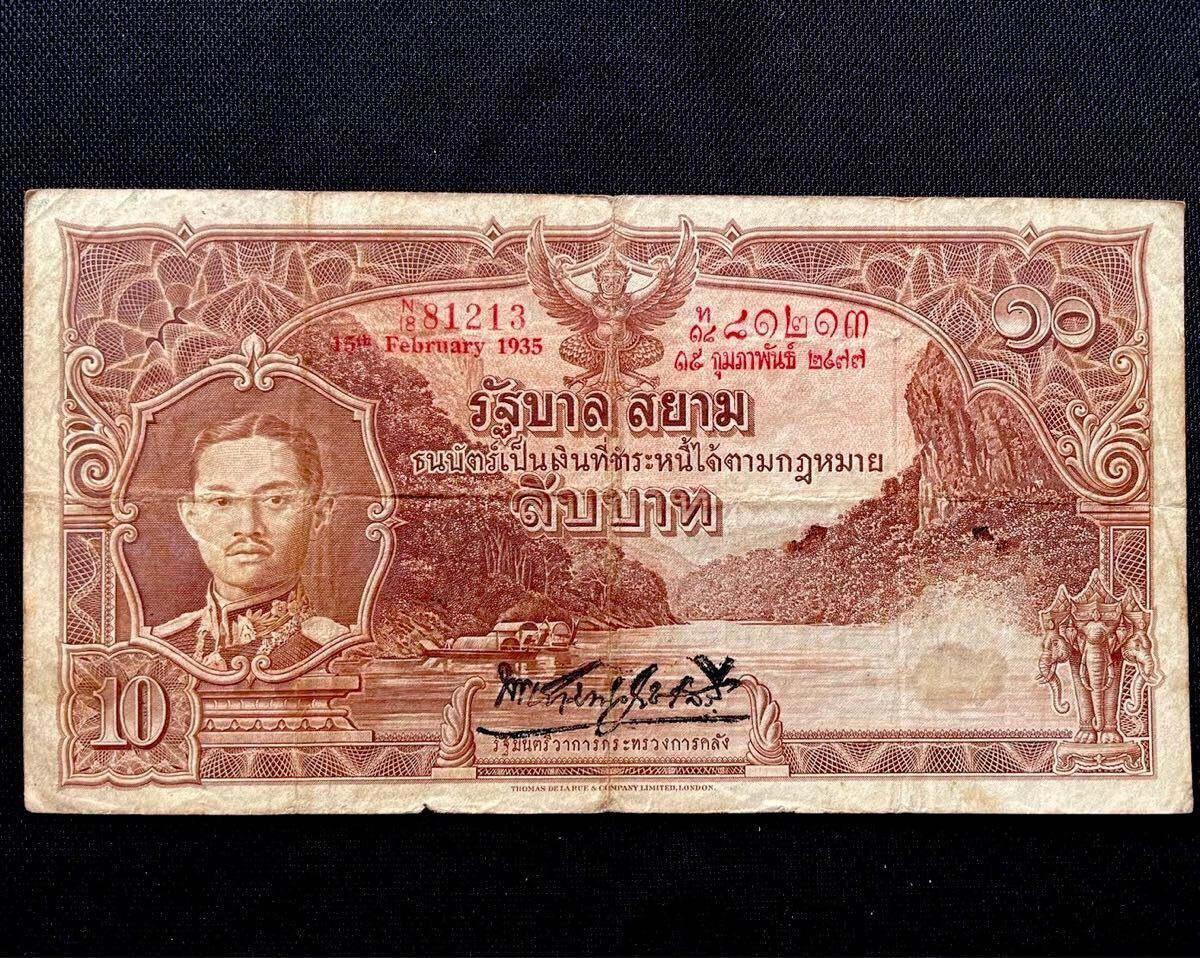 N/18 81213
15th February 1935
ท/๑๘ ๘๑๒๑๓
๑๕ กุมภาพันธ์ ๒๔๗๗
๑๐
รัฐบาล สยาม
ธนบัตร์เป็นเงินที่ชำระหนี้ได้ตามกฎหมาย
สิบบาท
10
รัฐมนตรีว่าการกระทรวงการคลัง
THOMAS DE LA RUE & COMPANY LIMITED, LONDON.